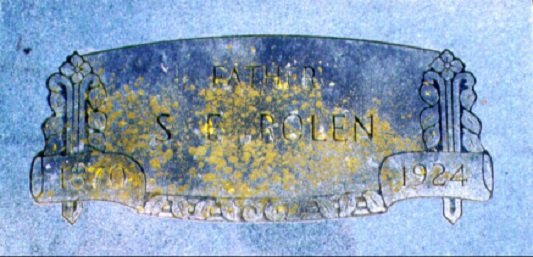 FATHER
S. E. ROLEN
1870 1924